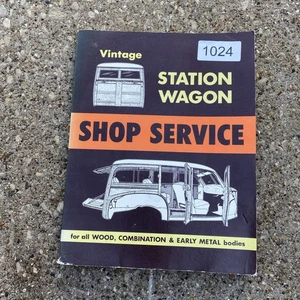 Vintage
1024
STATION
WAGON
SHOP SERVICE
for all WOOD, COMBINATION & EARLY METAL bodies